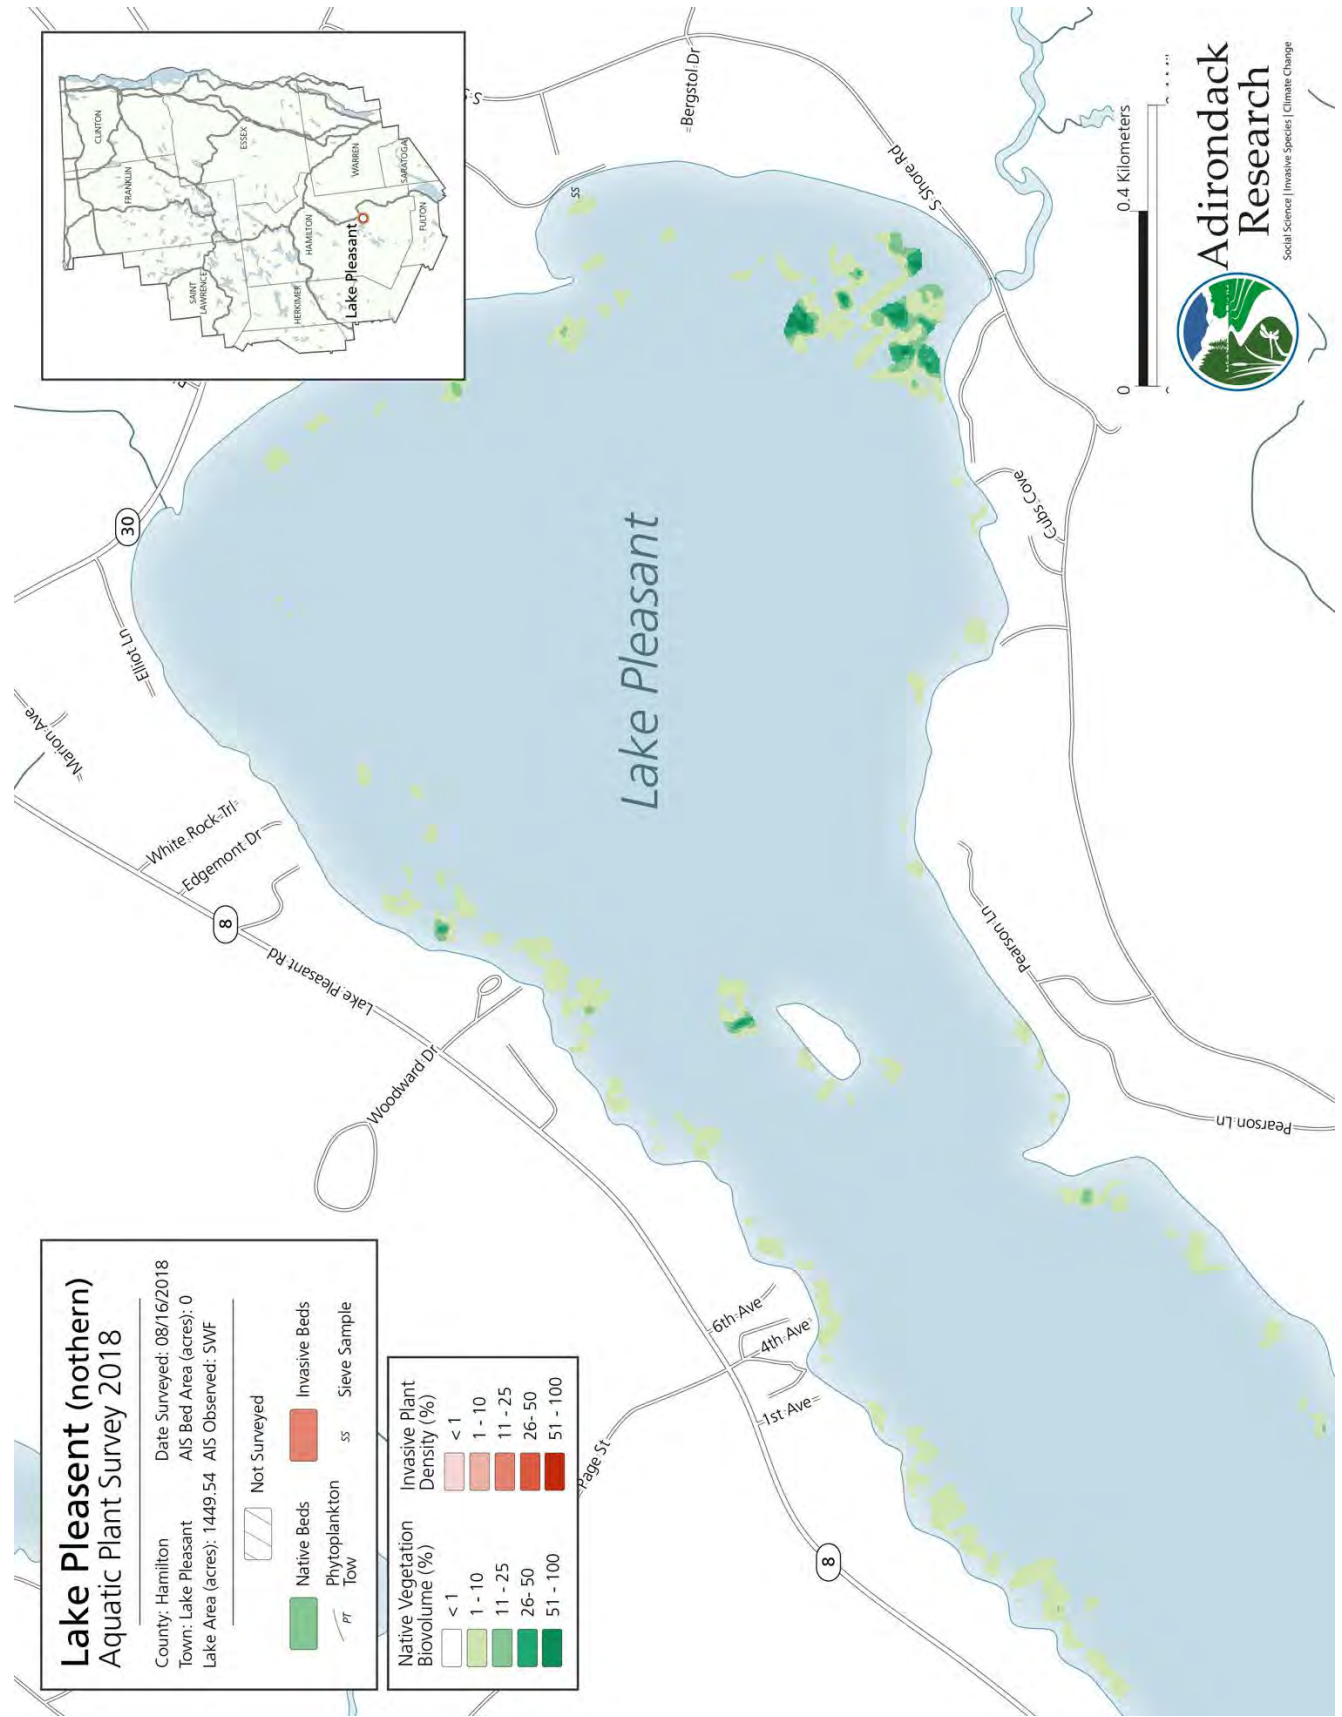 Lake Pleasent (nothern)
Aquatic Plant Survey 2018
County: Hamilton
Date Surveyed: 08/16/2018
Town: Lake Pleasant
AIS Bed Area (acres): 0
Lake Area (acres): 1449.54
AIS Observed: SWF
Not Surveyed
Native Beds
Invasive Beds
PT
Phytoplankton
Tow
SS
Sieve Sample
Native Vegetation
Biovolume (%)
< 1
1 - 10
11 - 25
26- 50
51 - 100
Invasive Plant
Density (%)
< 1
1 - 10
11 - 25
26- 50
51 - 100
CLINTON
FRANKLIN
ESSEX
SAINT
LAWRENCE
HERKIMER
HAMILTON
WARREN
SARATOGA
FULTON
Lake Pleasant
Marion Ave
Elliot Ln
30
White Rock Trl
Edgemont Dr
8
Lake Pleasant Rd
Woodward Dr
6th Ave
4th Ave
1st Ave
Page St
8
Lake Pleasant
SS
Bergstol Dr
S Shore Rd
Cubs Cove
Pearson Ln
Pearson Ln
0
0.4 Kilometers
Adirondack
Research
Social Science | Invasive Species | Climate Change